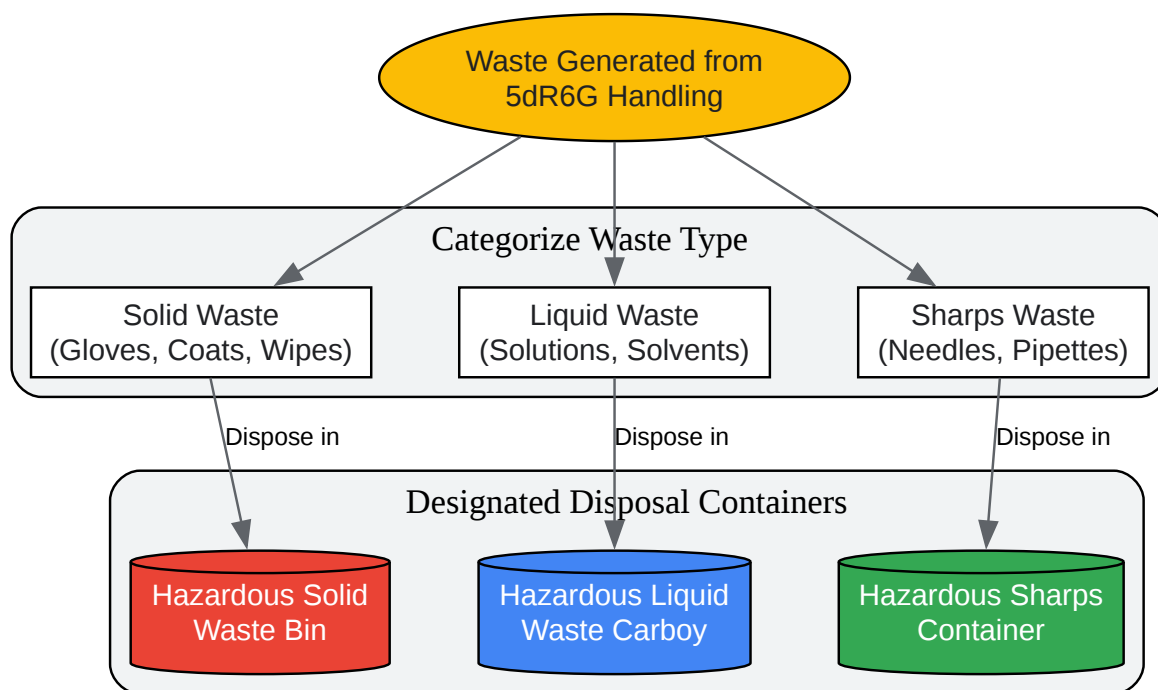 Waste Generated from
5dR6G Handling
Categorize Waste Type
Solid Waste
(Gloves, Coats, Wipes)
Liquid Waste
(Solutions, Solvents)
Sharps Waste
(Needles, Pipettes)
Dispose in
Dispose in
Dispose in
Designated Disposal Containers
Hazardous Solid
Waste Bin
Hazardous Liquid
Waste Carboy
Hazardous Sharps
Container